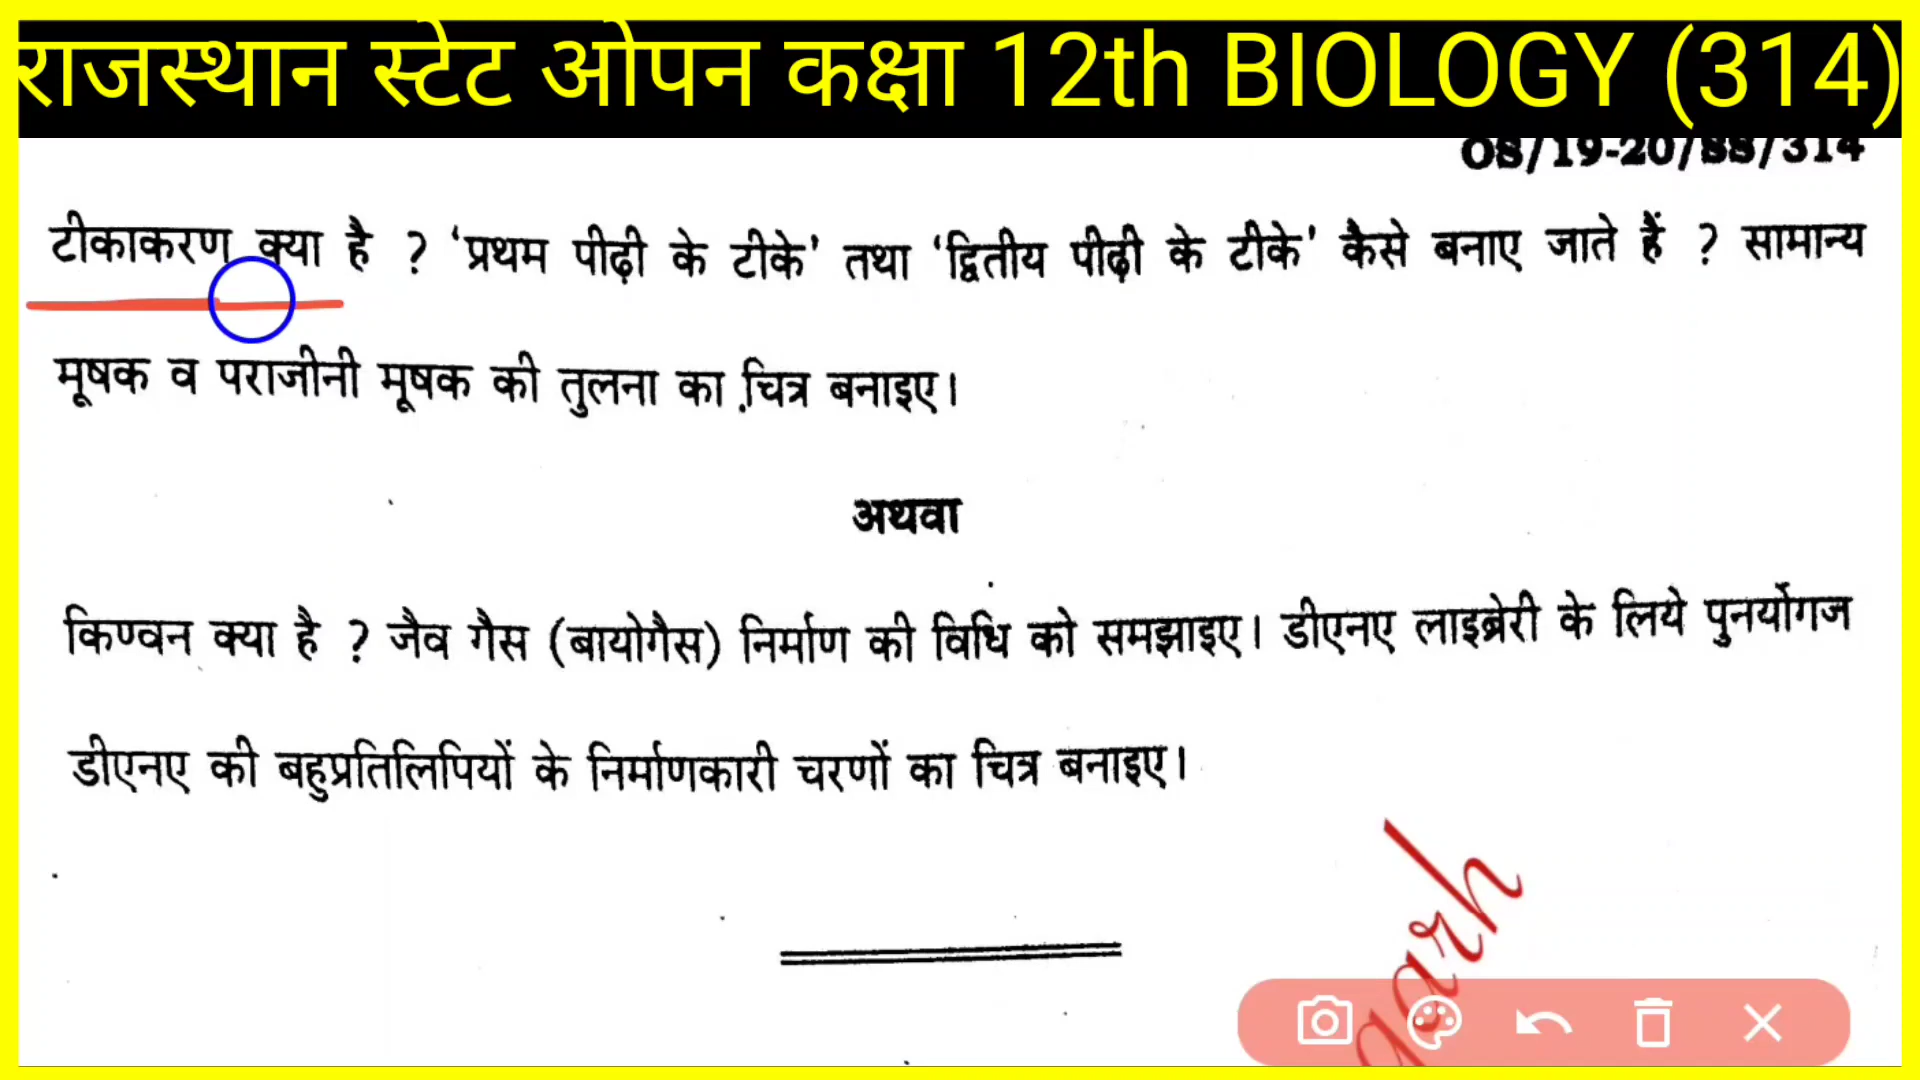 राजस्थान स्टेट ओपन कक्षा 12th BIOLOGY (314)
OS/19-20/SS/314
टीकाकरण क्या है ? ‘प्रथम पीढ़ी के टीके’ तथा ‘द्वितीय पीढ़ी के टीके’ कैसे बनाए जाते हैं ? सामान्य
मूषक व पराजीनी मूषक की तुलना का चित्र बनाइए।
अथवा
किण्वन क्या है ? जैव गैस (बायोगैस) निर्माण की विधि को समझाइए। डीएनए लाइब्रेरी के लिये पुनर्योगज
डीएनए की बहुप्रतिलिपियों के निर्माणकारी चरणों का चित्र बनाइए।